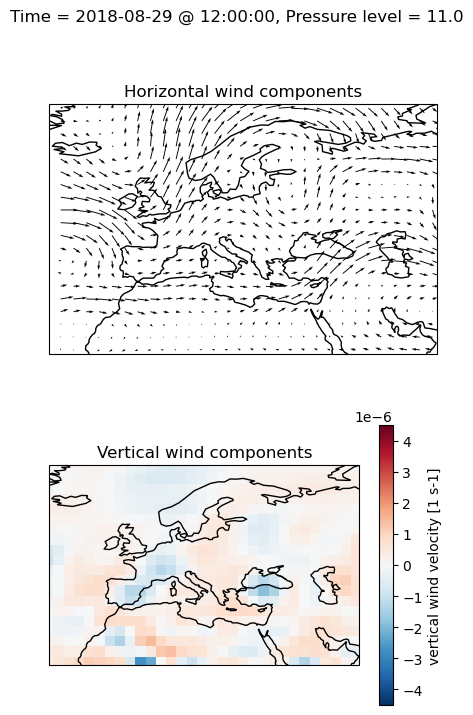 Time = 2018-08-29 @ 12:00:00, Pressure level = 11.0
Horizontal wind components
Vertical wind components
1e−6
4
3
2
1
0
−1
−2
−3
−4
vertical wind velocity [1 s-1]